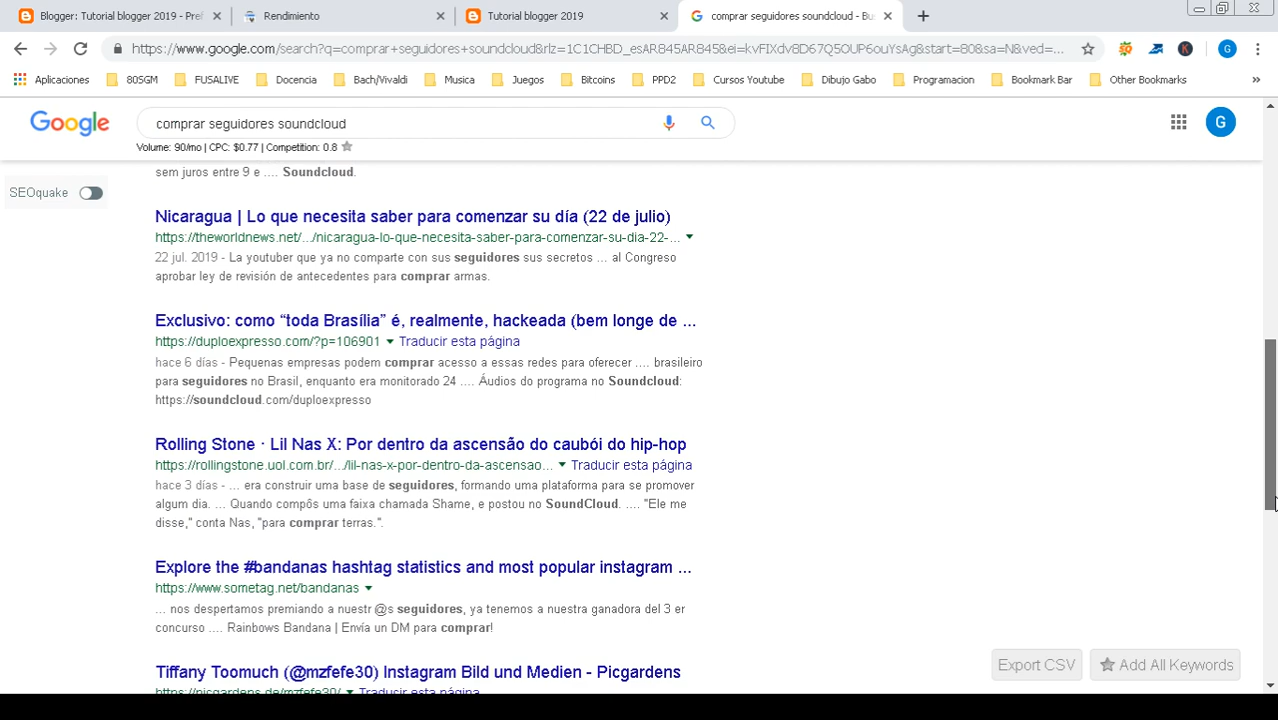 Blogger: Tutorial blogger 2019 - Pref
Rendimiento
Tutorial blogger 2019
comprar seguidores soundcloud - Bu
https://www.google.com/search?q=comprar+seguidores+soundcloud&rlz=1C1CHBD_esAR845AR845&ei=kvFIXdv8D67Q5OUP6ouYsAg&start=80&sa=N&ved=...
G
Aplicaciones
80SGM
FUSALIVE
Docencia
Bach/Vivaldi
Musica
Juegos
Bitcoins
PPD2
Cursos Youtube
Dibujo Gabo
Programacion
Bookmark Bar
Other Bookmarks
»
Google
comprar seguidores soundcloud
G
Volume: 90/mo | CPC: $0.77 | Competition: 0.8
SEOquake
sem juros entre 9 e .... Soundcloud.
Nicaragua | Lo que necesita saber para comenzar su día (22 de julio)
https://theworldnews.net/.../nicaragua-lo-que-necesita-saber-para-comenzar-su-dia-22-...
22 jul. 2019 - La youtuber que ya no comparte con sus seguidores sus secretos ... al Congreso
aprobar ley de revisión de antecedentes para comprar armas.
Exclusivo: como “toda Brasília” é, realmente, hackeada (bem longe de ...
https://duploexpresso.com/?p=106901 Traducir esta página
hace 6 días - Pequenas empresas podem comprar acesso a essas redes para oferecer .... brasileiro
para seguidores no Brasil, enquanto era monitorado 24 .... Áudios do programa no Soundcloud:
https://soundcloud.com/duploexpresso
Rolling Stone · Lil Nas X: Por dentro da ascensão do caubói do hip-hop
https://rollingstone.uol.com.br/.../lil-nas-x-por-dentro-da-ascensao... Traducir esta página
hace 3 días - ... era construir uma base de seguidores, formando uma plataforma para se promover
algum dia. ... Quando compôs uma faixa chamada Shame, e postou no SoundCloud. .... "Ele me
disse," conta Nas, "para comprar terras.".
Explore the #bandanas hashtag statistics and most popular instagram ...
https://www.sometag.net/bandanas
... nos despertamos premiando a nuestr @s seguidores, ya tenemos a nuestra ganadora del 3 er
concurso .... Rainbows Bandana | Envía un DM para comprar!
Export CSV
Add All Keywords
Tiffany Toomuch (@mzfefe30) Instagram Bild und Medien - Picgardens
https://picgardens.de/mzfefe30/ Traducir esta página